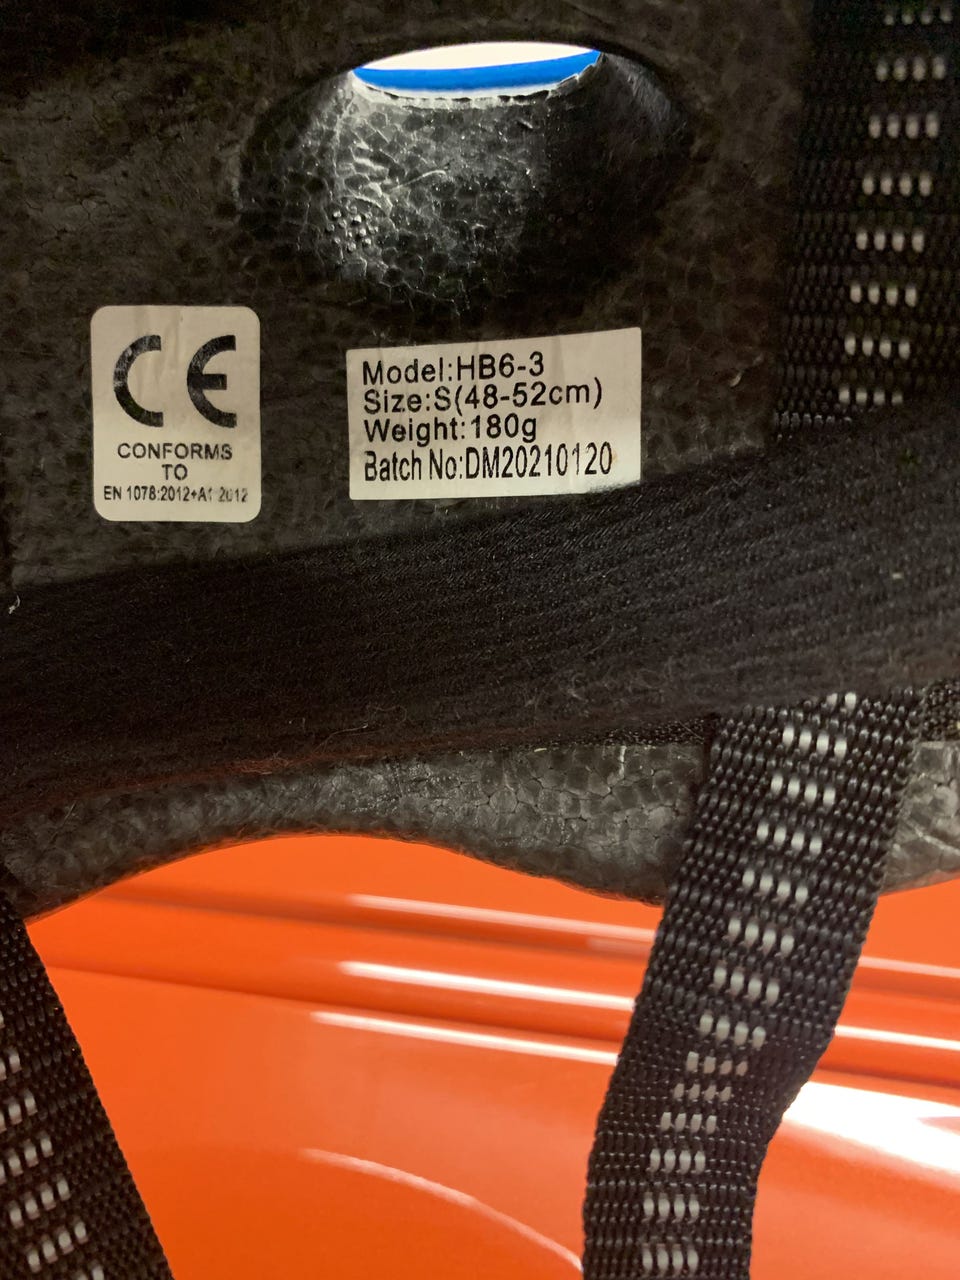 CE
CONFORMS
TO
EN 1078:2012+A1 2012
Model:HB6-3
Size:S(48-52cm)
Weight:180g
Batch No:DM20210120